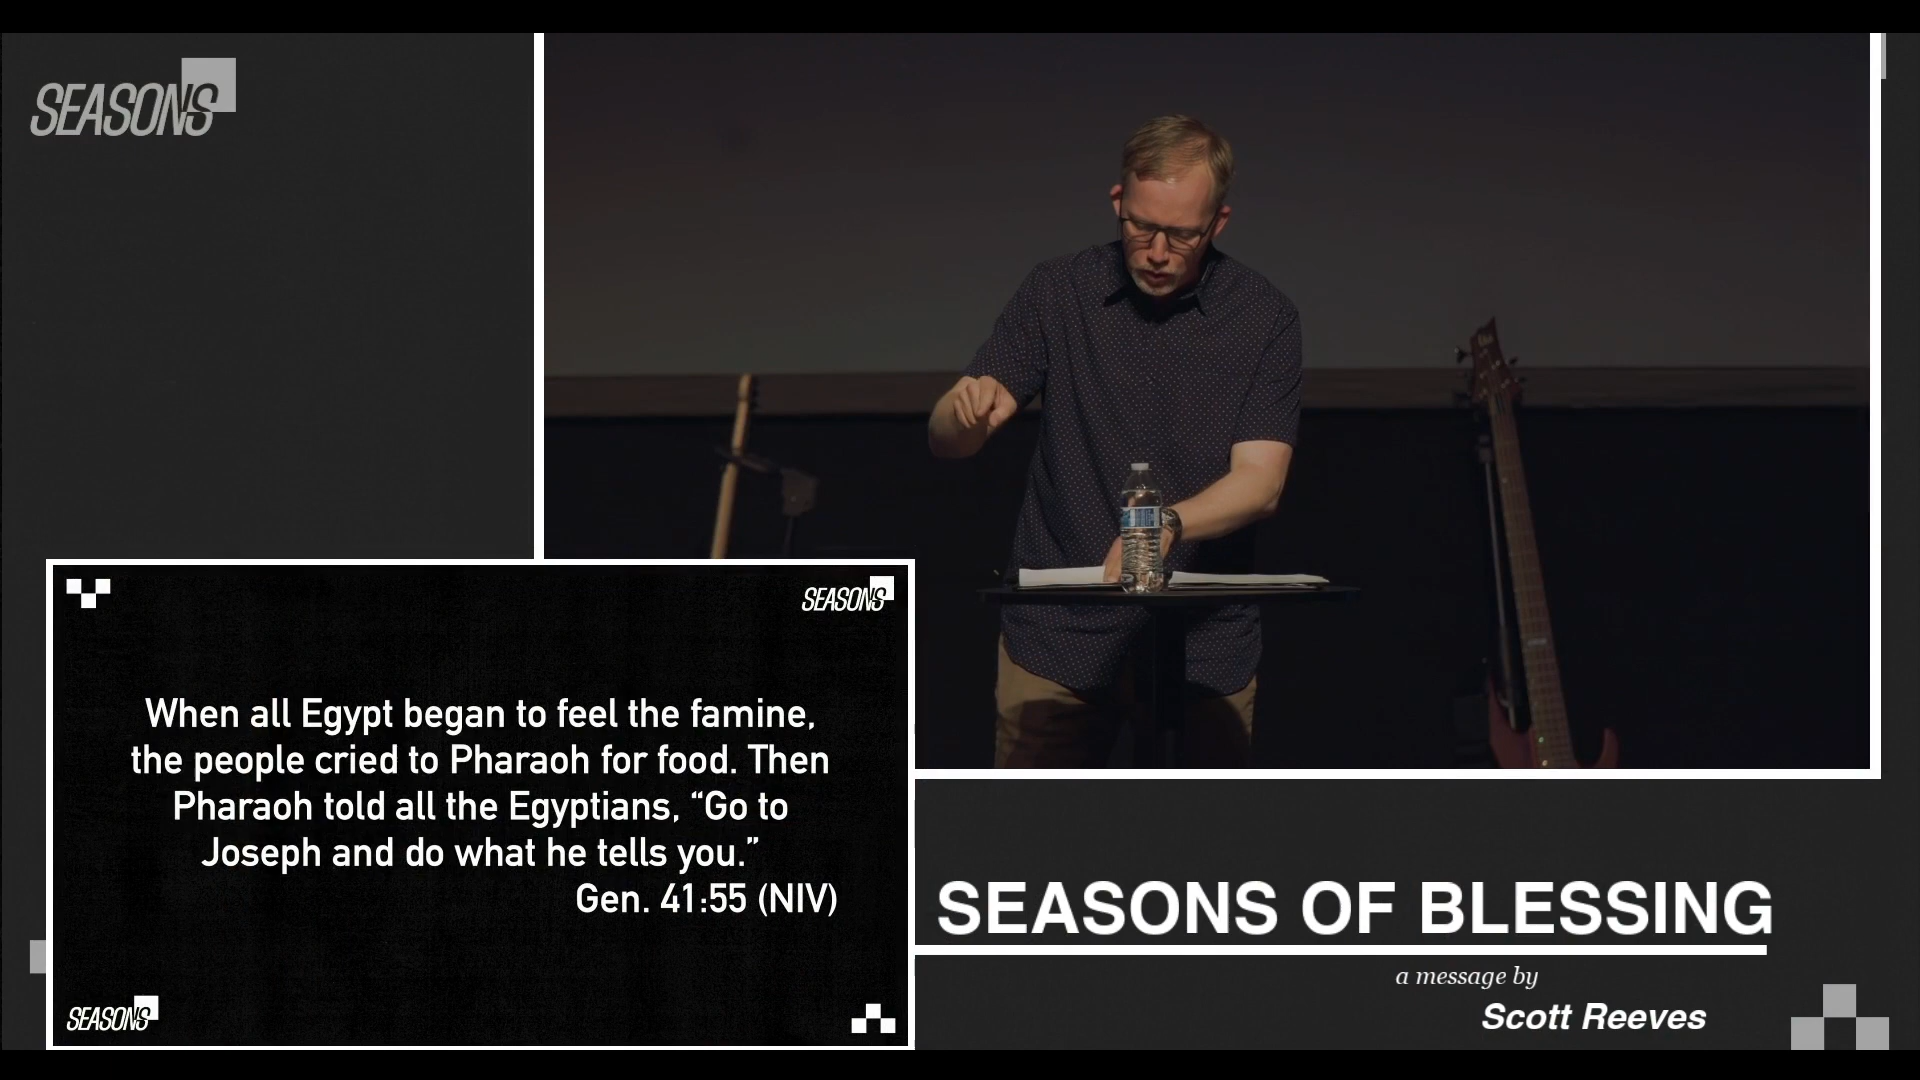 SEASONS
SEASONS
When all Egypt began to feel the famine,
the people cried to Pharaoh for food. Then
Pharaoh told all the Egyptians, “Go to
Joseph and do what he tells you.”
Gen. 41:55 (NIV)
SEASONS
SEASONS OF BLESSING
a message by
Scott Reeves